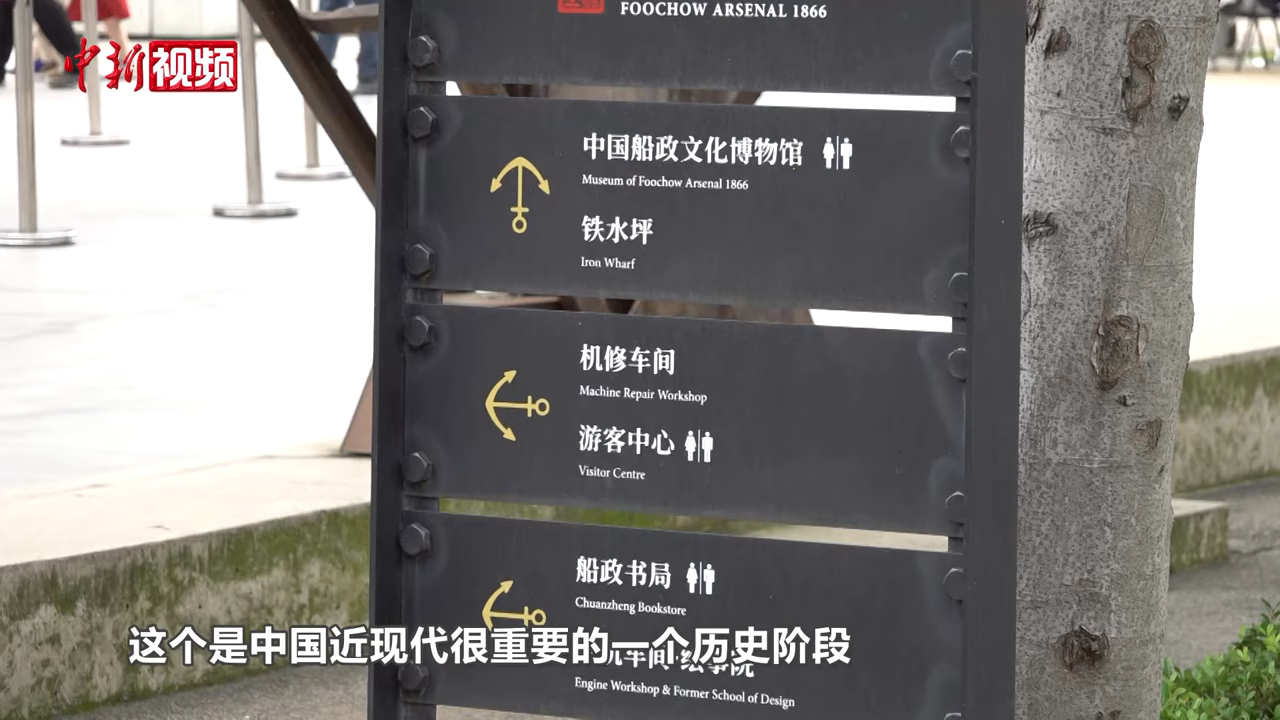 中新视频
FOOCHOW ARSENAL 1866
中国船政文化博物馆
Museum of Foochow Arsenal 1866
铁水坪
Iron Wharf
机修车间
Machine Repair Workshop
游客中心
Visitor Centre
船政书局
Chuanzheng Bookstore
这个是中国近现代很重要的一个历史阶段
Engine Workshop & Former School of Design